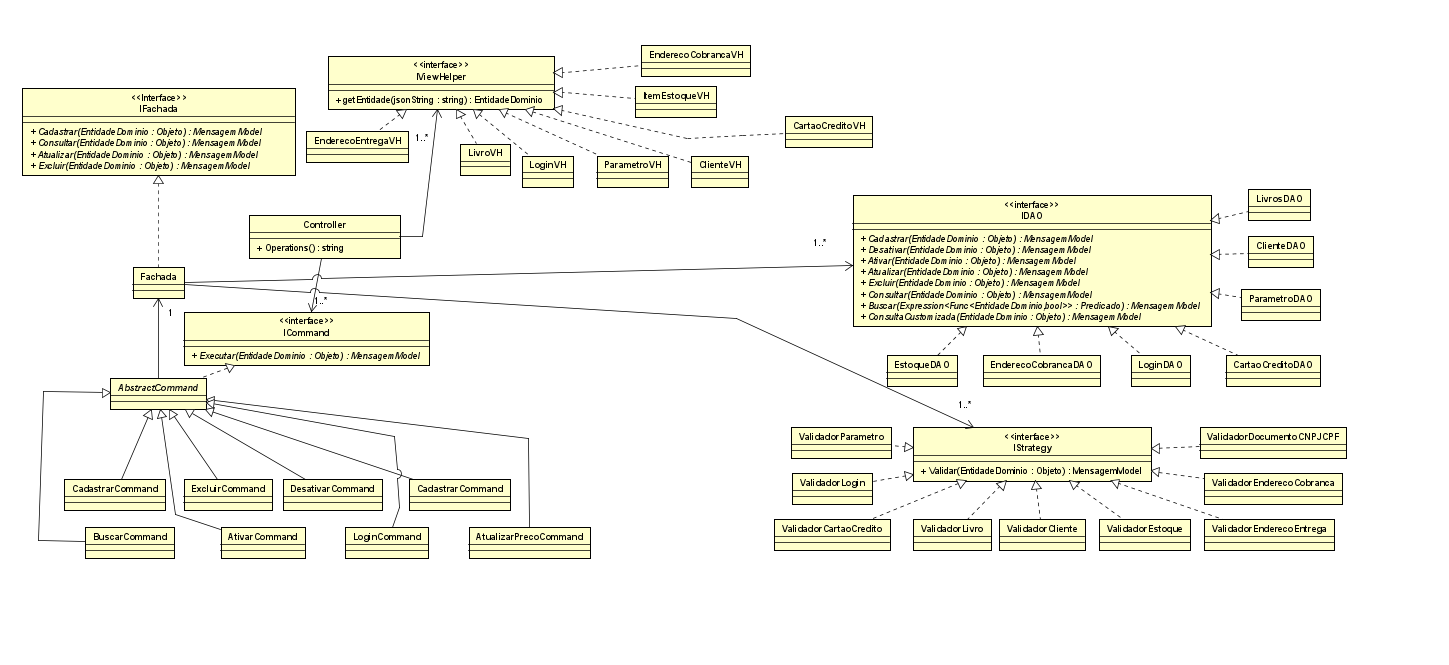 EnderecoCobrancaVH
<<interface>>
IViewHelper
+ getEntidade(jsonString : string) : EntidadeDominio
ItemEstoqueVH
<<Interface>>
IFachada
+ Cadastrar(EntidadeDominio : Objeto) : MensagemModel
+ Consultar(EntidadeDominio : Objeto) : MensagemModel
+ Atualizar(EntidadeDominio : Objeto) : MensagemModel
+ Excluir(EntidadeDominio : Objeto) : MensagemModel
CartaoCreditoVH
EnderecoEntregaVH
1..*
LivroVH
LoginVH
ParametroVH
ClienteVH
Controller
+ Operations() : string
<<interface>>
IDAO
+ Cadastrar(EntidadeDominio : Objeto) : MensagemModel
+ Desativar(EntidadeDominio : Objeto) : MensagemModel
+ Ativar(EntidadeDominio : Objeto) : MensagemModel
+ Atualizar(EntidadeDominio : Objeto) : MensagemModel
+ Excluir(EntidadeDominio : Objeto) : MensagemModel
+ Consultar(EntidadeDominio : Objeto) : MensagemModel
+ Buscar(Expression<Func<EntidadeDominio,bool>> : Predicado) : MensagemModel
+ ConsultaCustomizada(EntidadeDominio : Objeto) : MensagemModel
LivrosDAO
ClienteDAO
ParametroDAO
1..*
Fachada
1..*
1
<<interface>>
ICommand
+ Executar(EntidadeDominio : Objeto) : MensagemModel
EstoqueDAO
EnderecoCobrancaDAO
LoginDAO
CartaoCreditoDAO
AbstractCommand
1..*
<<interface>>
IStrategy
+ Validar(EntidadeDominio : Objeto) : MensagemModel
ValidadorParametro
ValidadorDocumentoCNPJCPF
ValidadorLogin
ValidadorEnderecoCobranca
CadastrarCommand
ExcluirCommand
DesativarCommand
CadastrarCommand
BuscarCommand
AtivarCommand
LoginCommand
AtualizarPrecoCommand
ValidadorCartaoCredito
ValidadorLivro
ValidadorCliente
ValidadorEstoque
ValidadorEnderecoEntrega